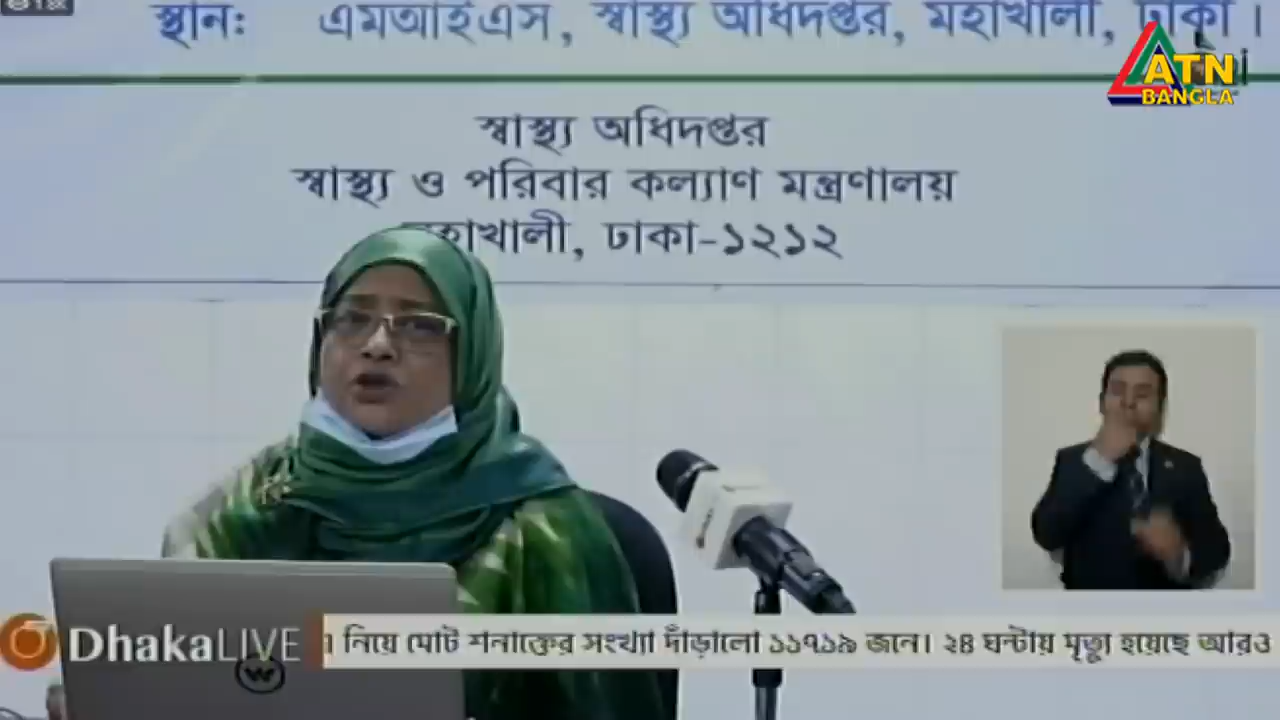 স্থান: এমআইএস, স্বাস্থ্য অধিদপ্তর, মহাখালী, ঢাকা।
ATN
BANGLA
স্বাস্থ্য অধিদপ্তর
স্বাস্থ্য ও পরিবার কল্যাণ মন্ত্রণালয়
মহাখালী, ঢাকা-১২১২
DhakaLIVE
নিয়ে মোট শনাক্তের সংখ্যা দাঁড়ালো ১১৭১৯ জনে। ২৪ ঘন্টায় মৃত্যু হয়েছে আরও